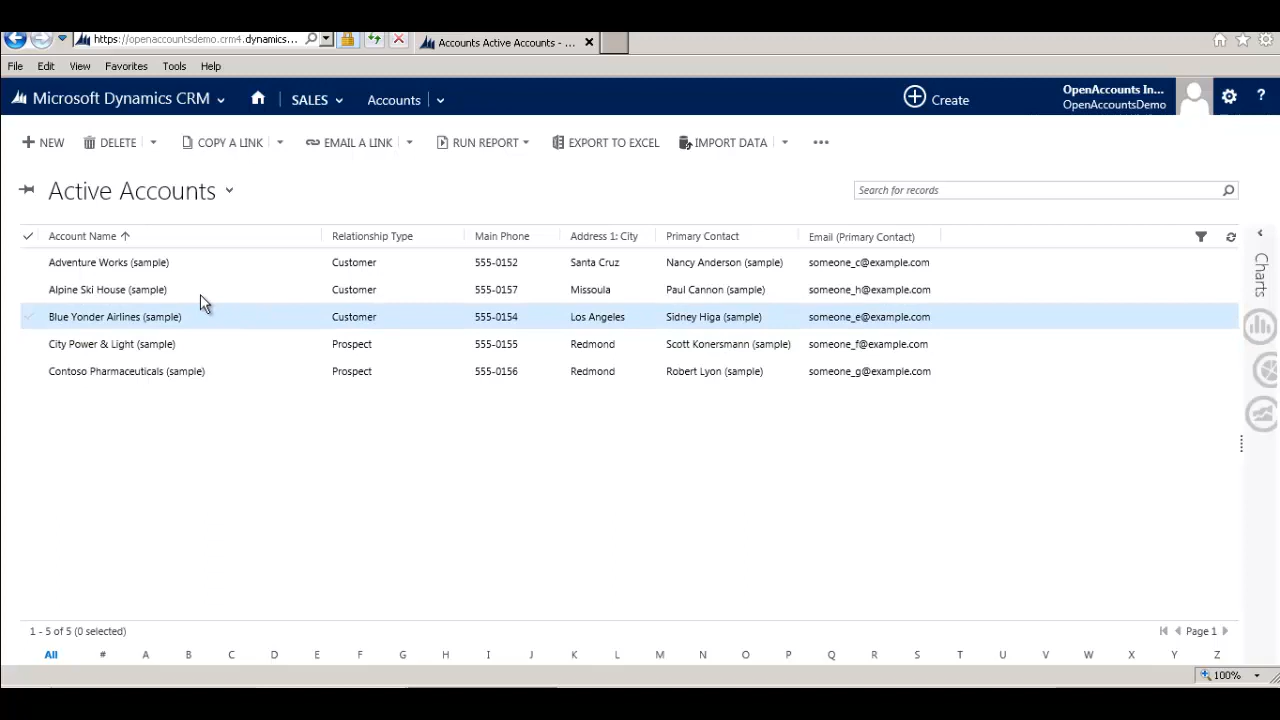 https://openaccountsdemo.crm4.dynamics...
Accounts Active Accounts - ...
File Edit View Favorites Tools Help
Microsoft Dynamics CRM SALES Accounts Create OpenAccounts In...
OpenAccountsDemo ?
NEW DELETE COPY A LINK EMAIL A LINK RUN REPORT EXPORT TO EXCEL IMPORT DATA ...
Active Accounts
Search for records
Account Name Relationship Type Main Phone Address 1: City Primary Contact Email (Primary Contact)
Adventure Works (sample) Customer 555-0152 Santa Cruz Nancy Anderson (sample) someone_c@example.com
Alpine Ski House (sample) Customer 555-0157 Missoula Paul Cannon (sample) someone_h@example.com
Blue Yonder Airlines (sample) Customer 555-0154 Los Angeles Sidney Higa (sample) someone_e@example.com
City Power & Light (sample) Prospect 555-0155 Redmond Scott Konersmann (sample) someone_f@example.com
Contoso Pharmaceuticals (sample) Prospect 555-0156 Redmond Robert Lyon (sample) someone_g@example.com
Charts
1 - 5 of 5 (0 selected) Page 1
All # A B C D E F G H I J K L M N O P Q R S T U V W X Y Z
100%